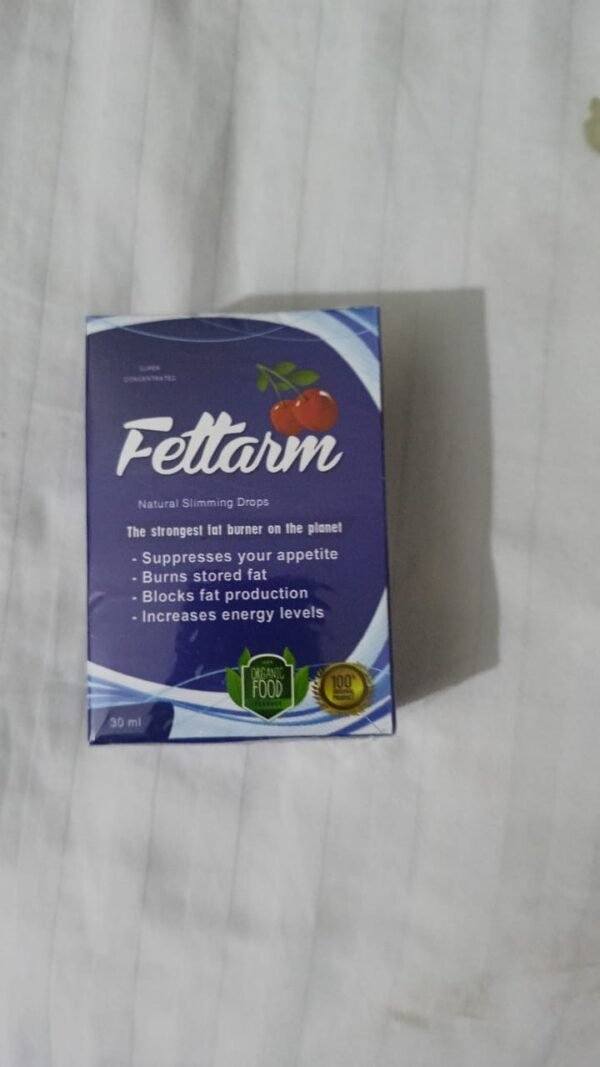 SUPER
CONCENTRATED
Fettarm
Natural Slimming Drops
The strongest fat burner on the planet
- Suppresses your appetite
- Burns stored fat
- Blocks fat production
- Increases energy levels
ORGANIC
FOOD
100%
30 ml